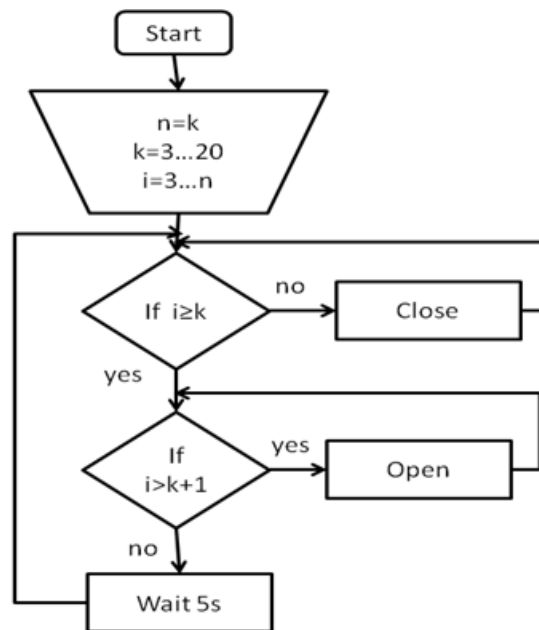 Start
n=k
k=3...20
i=3...n
If i≥k
no
Close
yes
If
i>k+1
yes
Open
no
Wait 5s